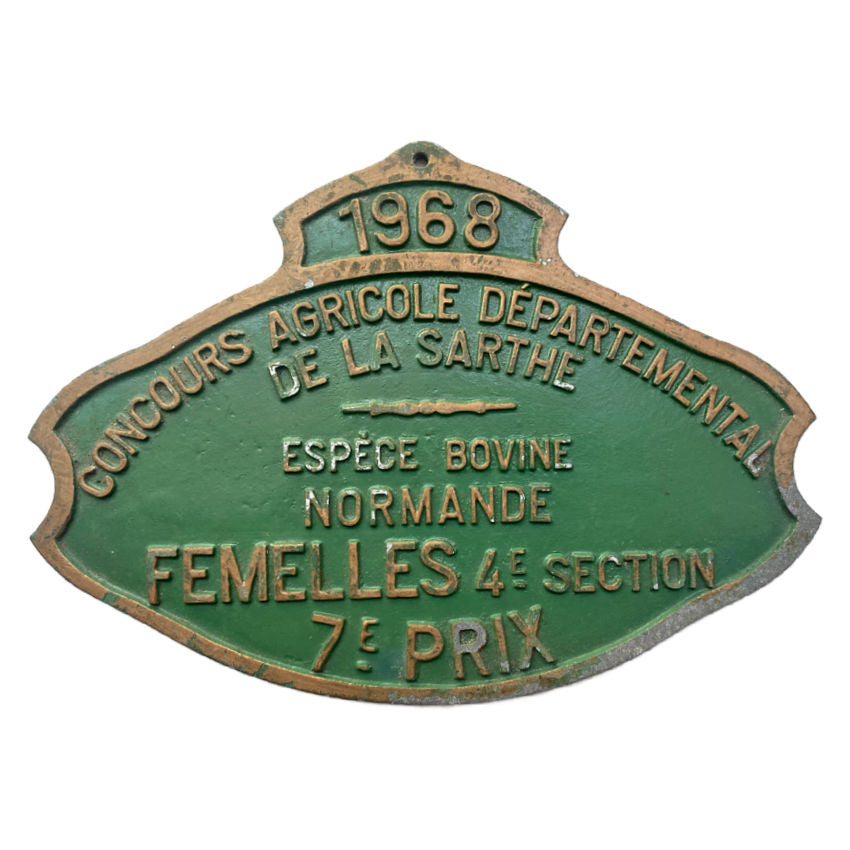 1968
CONCOURS AGRICOLE DÉPARTEMENTAL
DE LA SARTHE
ESPÈCE BOVINE
NORMANDE
FEMELLES 4E SECTION
7E PRIX